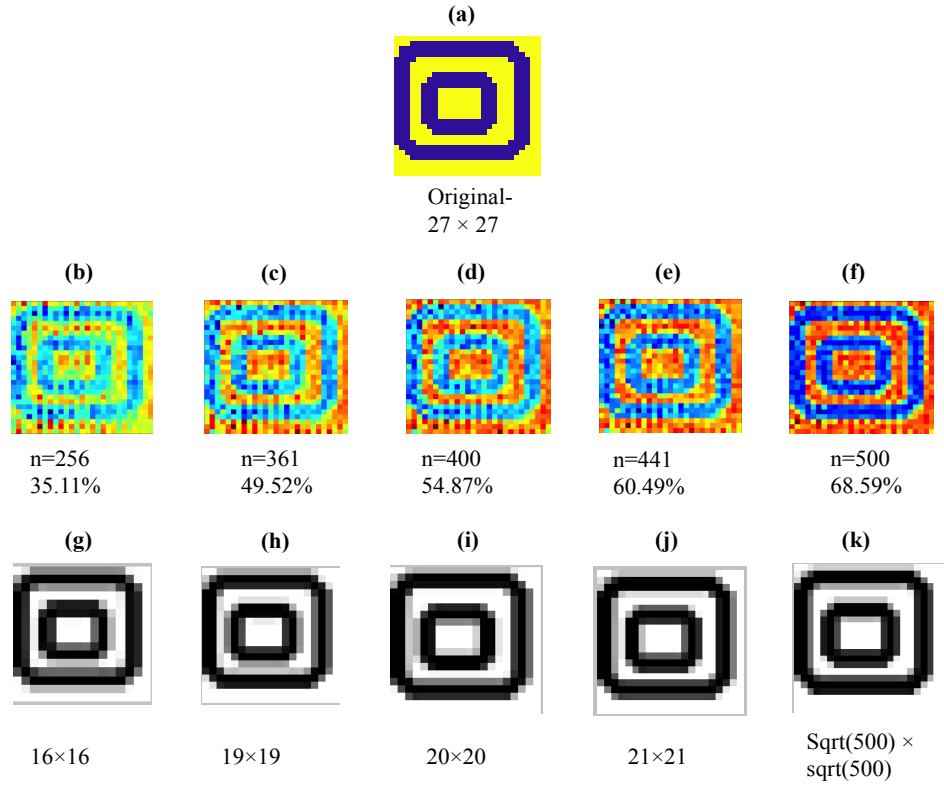 (a)
Original-
27 × 27
(b) (c) (d) (e) (f)
n=256 n=361 n=400 n=441 n=500
35.11% 49.52% 54.87% 60.49% 68.59%
(g) (h) (i) (j) (k)
16×16 19×19 20×20 21×21 Sqrt(500) ×
sqrt(500)